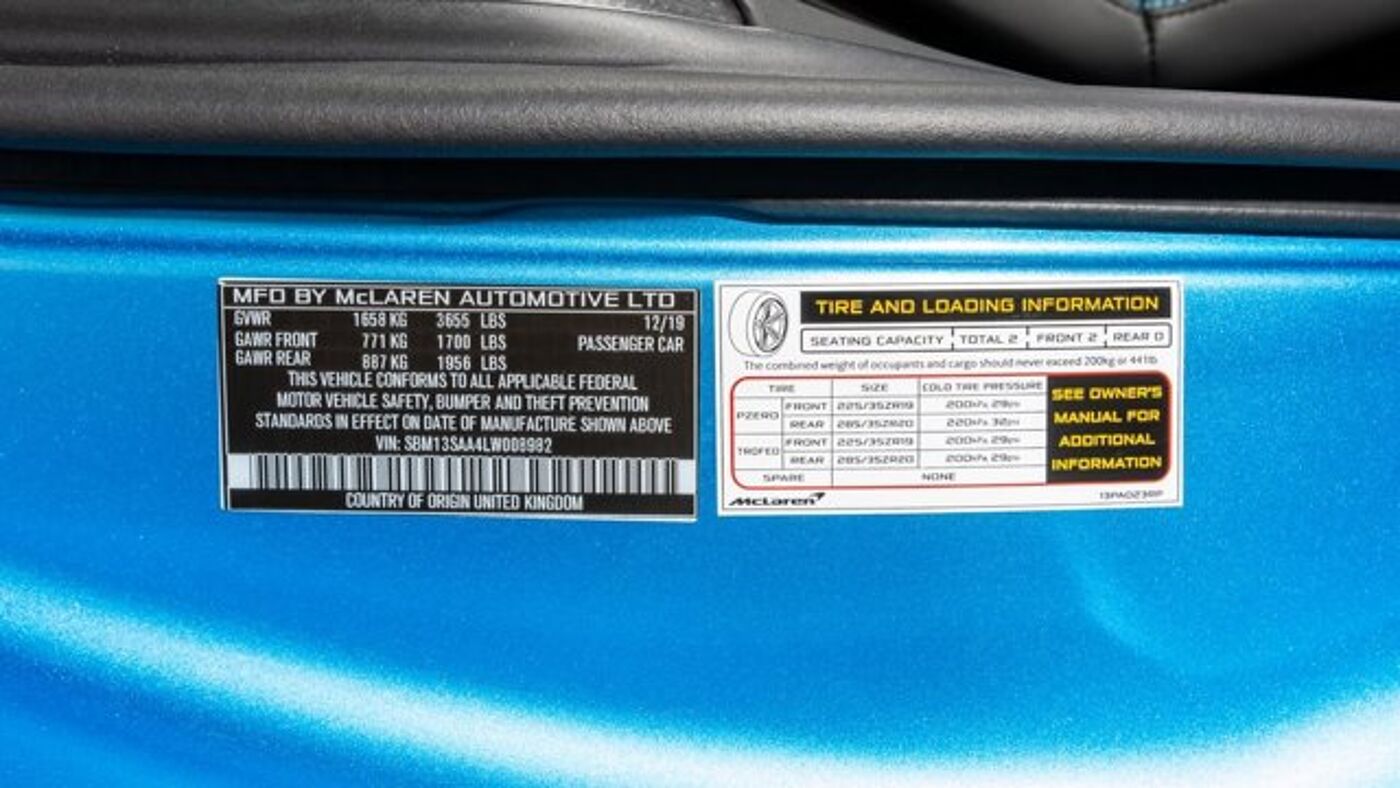 MFD BY McLAREN AUTOMOTIVE LTD
GVWR 1658 KG 3655 LBS 12/19
GAWR FRONT 771 KG 1700 LBS PASSENGER CAR
GAWR REAR 887 KG 1956 LBS
THIS VEHICLE CONFORMS TO ALL APPLICABLE FEDERAL
MOTOR VEHICLE SAFETY, BUMPER AND THEFT PREVENTION
STANDARDS IN EFFECT ON DATE OF MANUFACTURE SHOWN ABOVE
VIN: SBM13SAA4LW008982
COUNTRY OF ORIGIN UNITED KINGDOM
TIRE AND LOADING INFORMATION
SEATING CAPACITY TOTAL 2 FRONT 2 REAR 0
The combined weight of occupants and cargo should never exceed 200kg or 441lb
TIRE SIZE COLD TIRE PRESSURE
PZERO FRONT 225/35ZR19 200kPa 29psi
REAR 285/35ZR20 220kPa 32psi
TROFEO FRONT 225/35ZR19 200kPa 29psi
REAR 285/35ZR20 200kPa 29psi
SPARE NONE
SEE OWNER'S
MANUAL FOR
ADDITIONAL
INFORMATION
McLaren